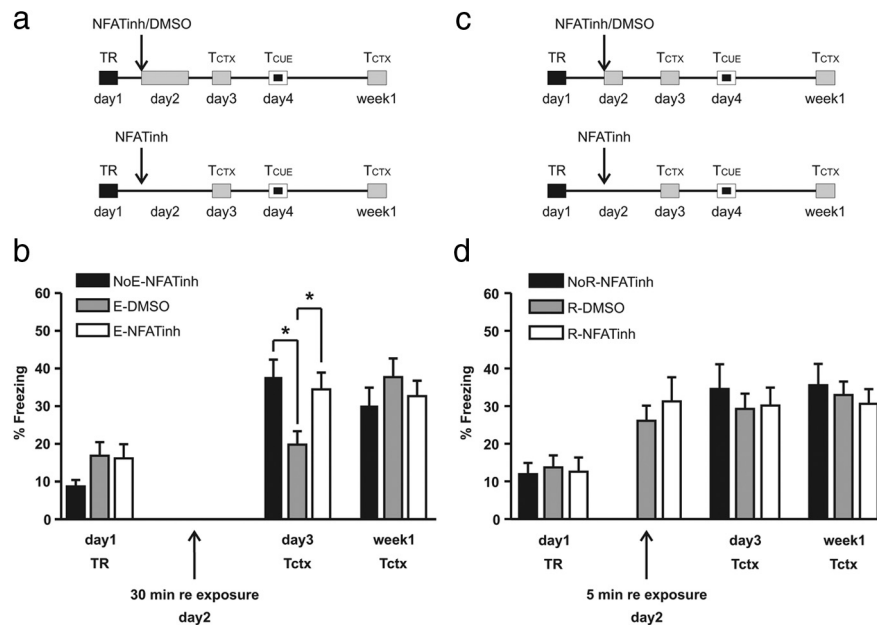 a
NFATinh/DMSO
TR TCTX TCUE TCTX
day1 day2 day3 day4 week1
NFATinh
TR TCTX TCUE TCTX
day1 day2 day3 day4 week1
c
NFATinh/DMSO
TR TCTX TCUE TCTX
day1 day2 day3 day4 week1
NFATinh
TR TCTX TCUE TCTX
day1 day2 day3 day4 week1
b
NoE-NFATinh
E-DMSO
E-NFATinh
% Freezing
60
50
40
30
20
10
0
* *
day1 day3 week1
TR Tctx Tctx
30 min re exposure
day2
d
NoR-NFATinh
R-DMSO
R-NFATinh
% Freezing
60
50
40
30
20
10
0
day1 day3 week1
TR Tctx Tctx
5 min re exposure
day2